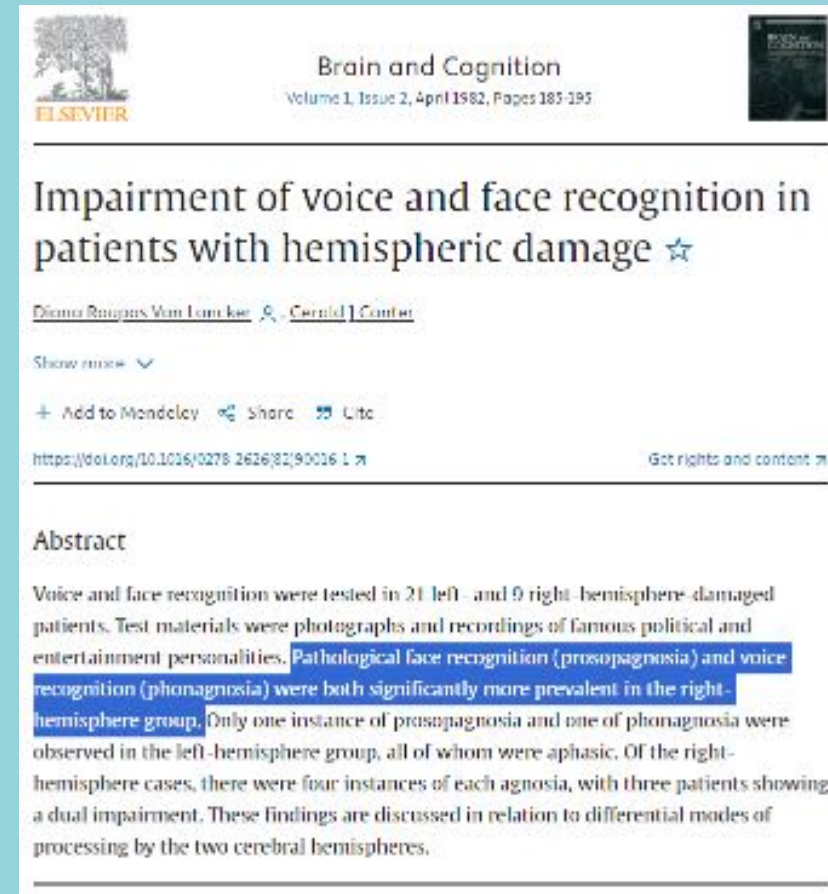 ELSEVIER
Brain and Cognition
Volume 1, Issue 2, April 1982, Pages 185-195
Impairment of voice and face recognition in
patients with hemispheric damage ☆
Show more
+ Add to Mendeley Share Cite
Get rights and content
Abstract
Voice and face recognition were tested in 21 left- and 9 right-hemisphere-damaged
patients. Test materials were photographs and recordings of famous political and
entertainment personalities. Pathological face recognition (prosopagnosia) and voice
recognition (phonagnosia) were both significantly more prevalent in the right-
hemisphere group. Only one instance of prosopagnosia and one of phonagnosia were
observed in the left-hemisphere group, all of whom were aphasic. Of the right-
hemisphere cases, there were four instances of each agnosia, with three patients showing
a dual impairment. These findings are discussed in relation to differential modes of
processing by the two cerebral hemispheres.